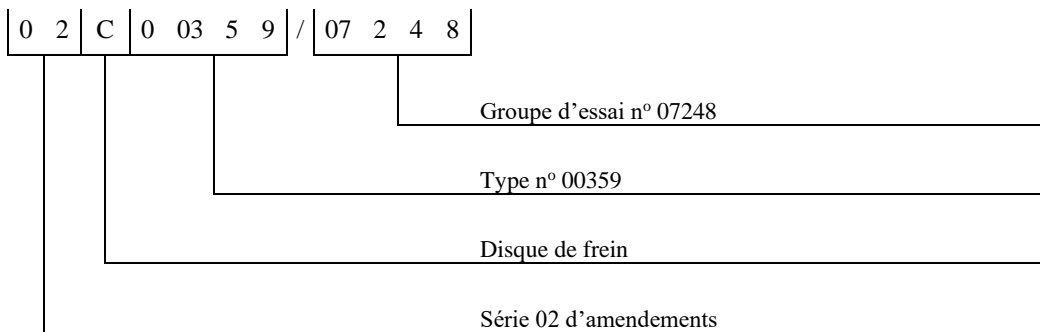 0 2 C 0 03 5 9 / 07 2 4 8
Groupe d'essai nº 07248
Type nº 00359
Disque de frein
Série 02 d'amendements